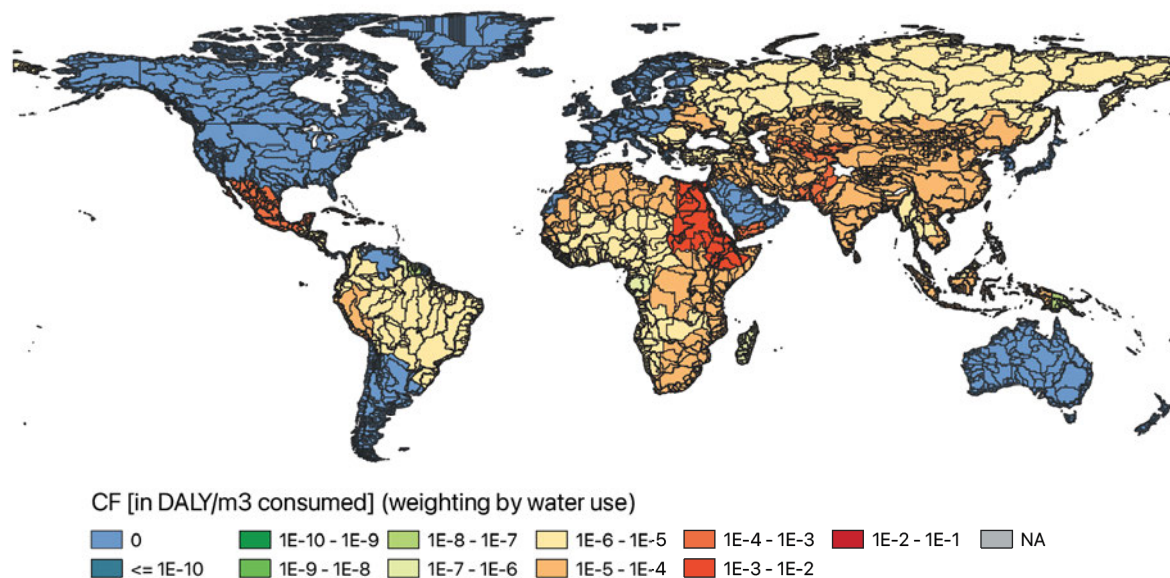 CF [in DALY/m3 consumed] (weighting by water use)
0 1E-10 - 1E-9 1E-8 - 1E-7 1E-6 - 1E-5 1E-4 - 1E-3 1E-2 - 1E-1 NA
<= 1E-10 1E-9 - 1E-8 1E-7 - 1E-6 1E-5 - 1E-4 1E-3 - 1E-2